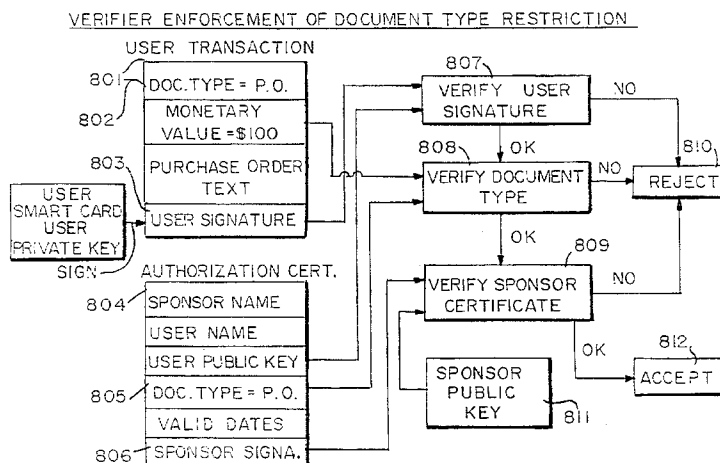 VERIFIER ENFORCEMENT OF DOCUMENT TYPE RESTRICTION
USER TRANSACTION
801
802
DOC.TYPE = P.O.
MONETARY
VALUE = $100
803
PURCHASE ORDER
TEXT
USER SIGNATURE
USER
SMART CARD
USER
PRIVATE KEY
SIGN
AUTHORIZATION CERT.
804
SPONSOR NAME
USER NAME
USER PUBLIC KEY
805
DOC.TYPE = P.O.
VALID DATES
806
SPONSOR SIGNA.
807
VERIFY USER
SIGNATURE
NO
OK
808
VERIFY DOCUMENT
TYPE
NO
810
REJECT
OK
809
VERIFY SPONSOR
CERTIFICATE
NO
OK
812
ACCEPT
SPONSOR
PUBLIC
KEY
811